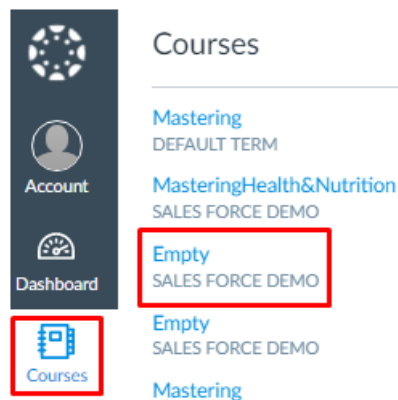 Courses
Mastering
DEFAULT TERM
Account
MasteringHealth&Nutrition
SALES FORCE DEMO
Empty
SALES FORCE DEMO
Dashboard
Empty
SALES FORCE DEMO
Courses
Mastering